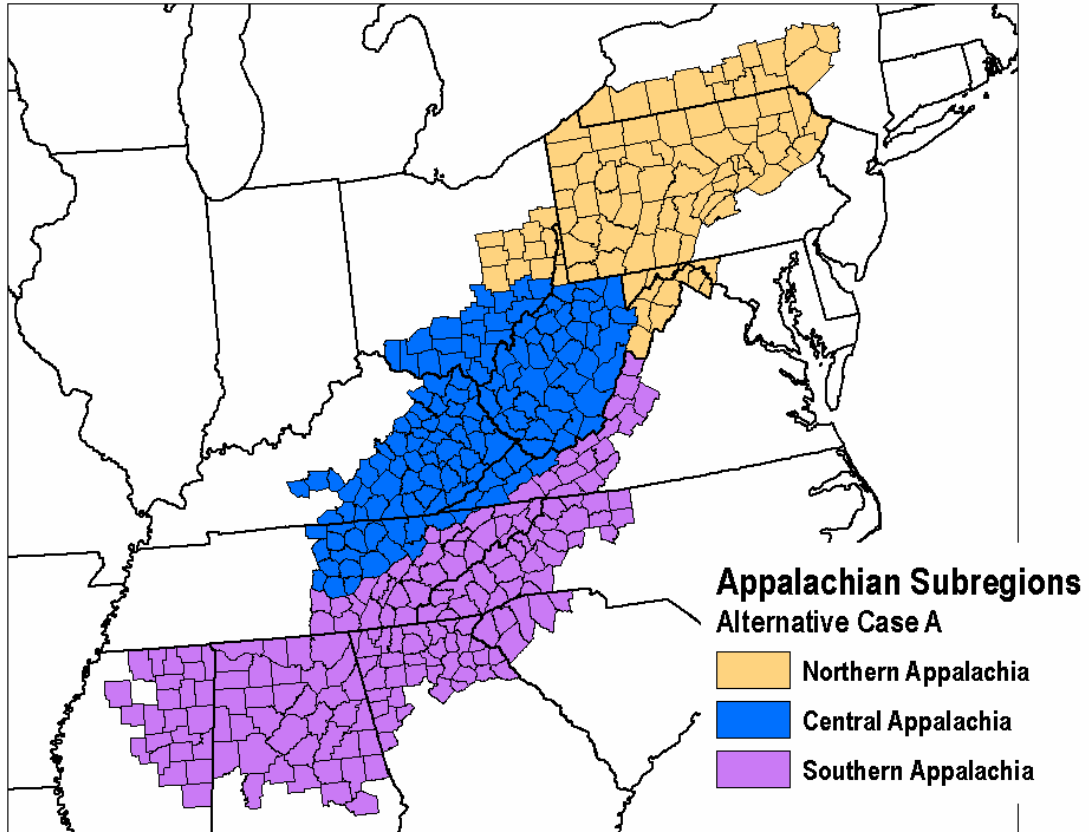 Appalachian Subregions
Alternative Case A
Northern Appalachia
Central Appalachia
Southern Appalachia